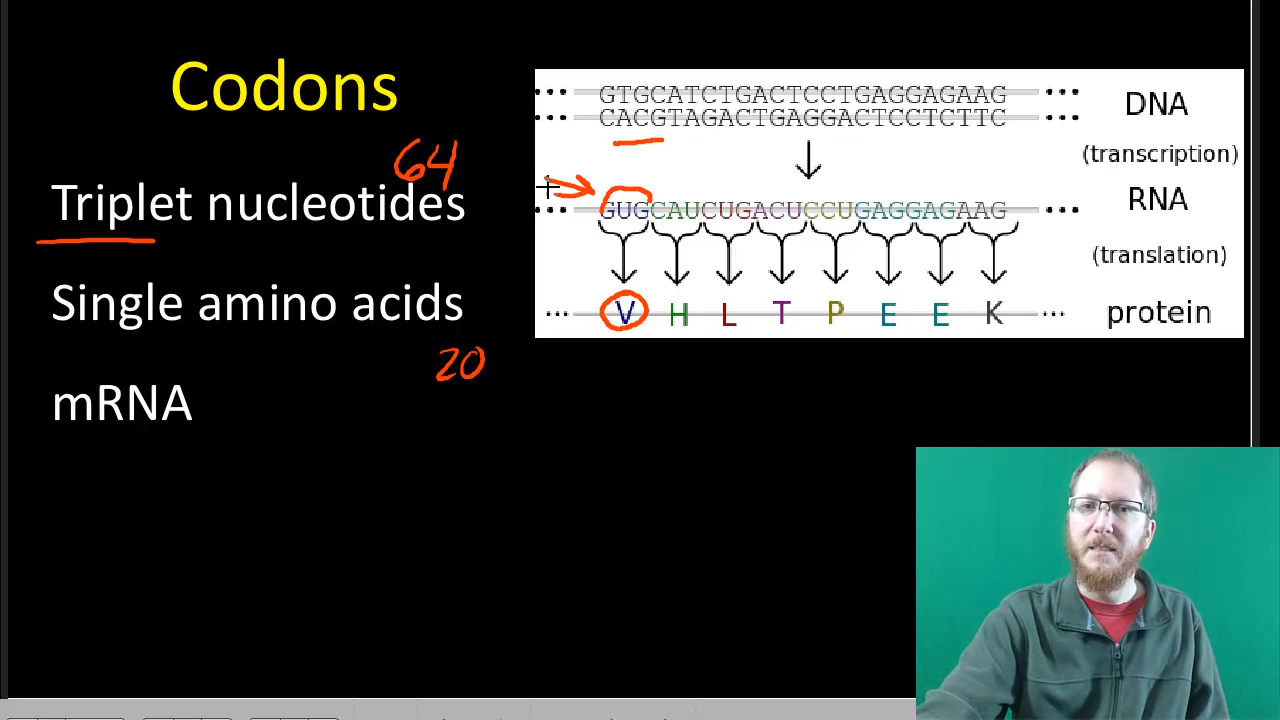 Codons
64
Triplet nucleotides
Single amino acids
20
mRNA
... GTGCATCTGACTCCTGAGGAGAAG ... DNA
... CACGTAGACTGAGGACTCCTCTTC ...
(transcription)
... GUGCAUCUGACUCCUGAGGAGAAG ... RNA
(translation)
... V H L T P E E K ... protein